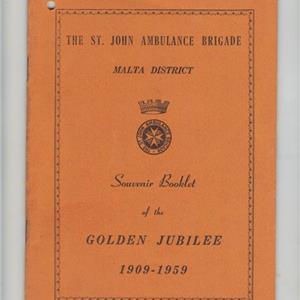 THE ST. JOHN AMBULANCE BRIGADE
MALTA DISTRICT
Souvenir Booklet
of the
GOLDEN JUBILEE
1909-1959